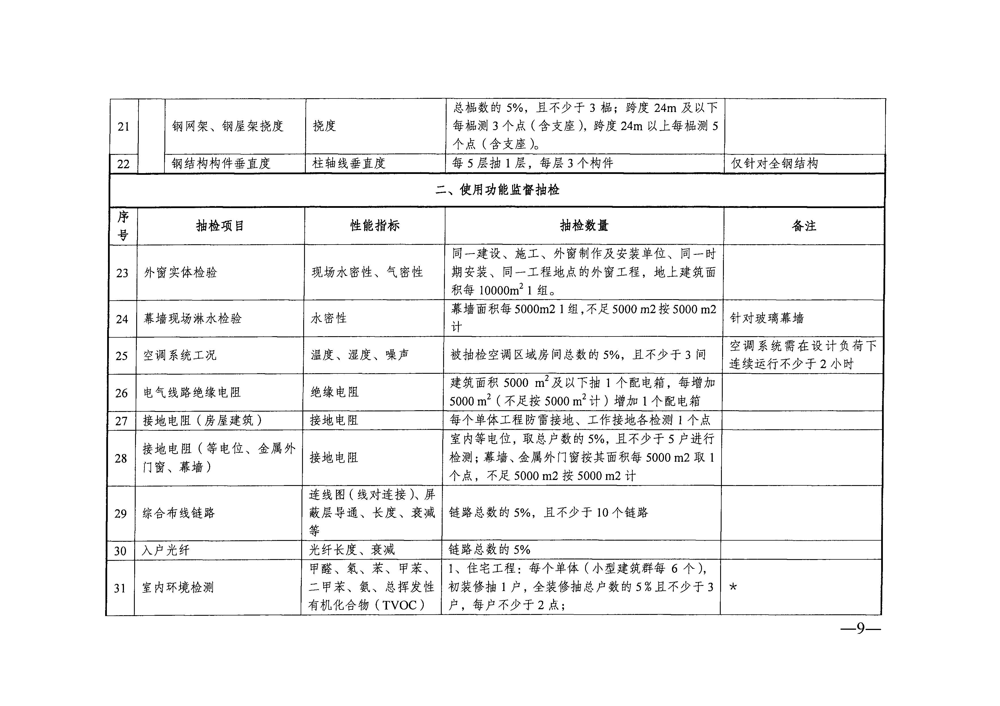 总榀数的 5%，且不少于 3 榀；跨度 24m 及以下
21 钢网架、钢屋架挠度 挠度 每榀测 3 个点（含支座），跨度 24m 以上每榀测 5
个点（含支座）。
22 钢结构构件垂直度 柱轴线垂直度 每 5 层抽 1 层，每层 3 个构件 仅针对全钢结构
二、使用功能监督抽检
序号 抽检项目 性能指标 抽检数量 备注
同一建设、施工、外窗制作及安装单位、同一时
23 外窗实体检验 现场水密性、气密性 期安装、同一工程地点的外窗工程，地上建筑面
积每 10000m² 1 组。
幕墙面积每 5000m2 1 组，不足 5000 m2 按 5000 m2
24 幕墙现场淋水检验 水密性 计 针对玻璃幕墙
25 空调系统工况 温度、湿度、噪声 被抽检空调区域房间总数的 5%，且不少于 3 间 空调系统需在设计负荷下
连续运行不少于 2 小时
建筑面积 5000 m²及以下抽 1 个配电箱，每增加
26 电气线路绝缘电阻 绝缘电阻 5000 m²（不足按 5000 m²计）增加 1 个配电箱
27 接地电阻（房屋建筑） 接地电阻 每个单体工程防雷接地、工作接地各检测 1 个点
室内等电位，取总户数的 5%，且不少于 5 户进行
28 接地电阻（等电位、金属外 接地电阻 检测；幕墙、金属外门窗按其面积每 5000 m2 取 1
门窗、幕墙） 个点，不足 5000 m2 按 5000 m2 计
连线图（线对连接）、屏
29 综合布线链路 蔽层导通、长度、衰减 链路总数的 5%，且不少于 10 个链路
等
30 入户光纤 光纤长度、衰减 链路总数的 5%
甲醛、氡、苯、甲苯、 1、住宅工程：每个单体（小型建筑群每 6 个），
31 室内环境检测 二甲苯、氨、总挥发性 初装修抽 1 户，全装修抽总户数的 5％且不少于 3 *
有机化合物（TVOC） 户，每户不少于 2 点；
—9—